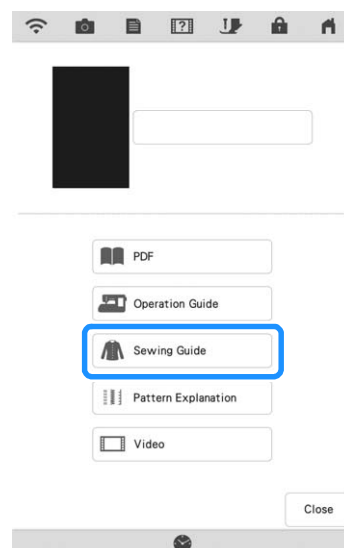 PDF
Operation Guide
Sewing Guide
Pattern Explanation
Video
Close